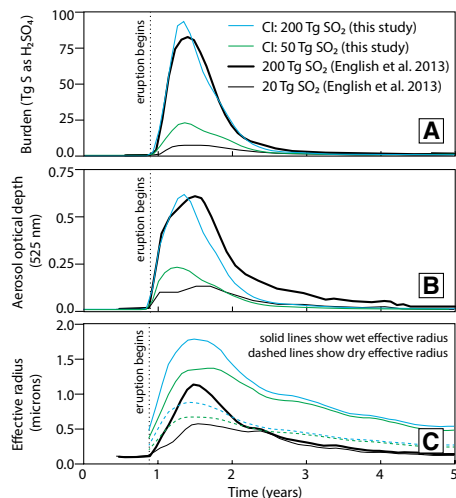 Burden (Tg S as H₂SO₄)
100
75
50
25
0.0
eruption begins
CI: 200 Tg SO₂ (this study)
CI: 50 Tg SO₂ (this study)
200 Tg SO₂ (English et al. 2013)
20 Tg SO₂ (English et al. 2013)
A
Aerosol optical depth
(525 nm)
0.75
0.5
0.25
0.0
eruption begins
B
Effective radius
(microns)
2.0
1.5
1.0
0.5
0.0
eruption begins
solid lines show wet effective radius
dashed lines show dry effective radius
C
0 1 2 3 4 5
Time (years)